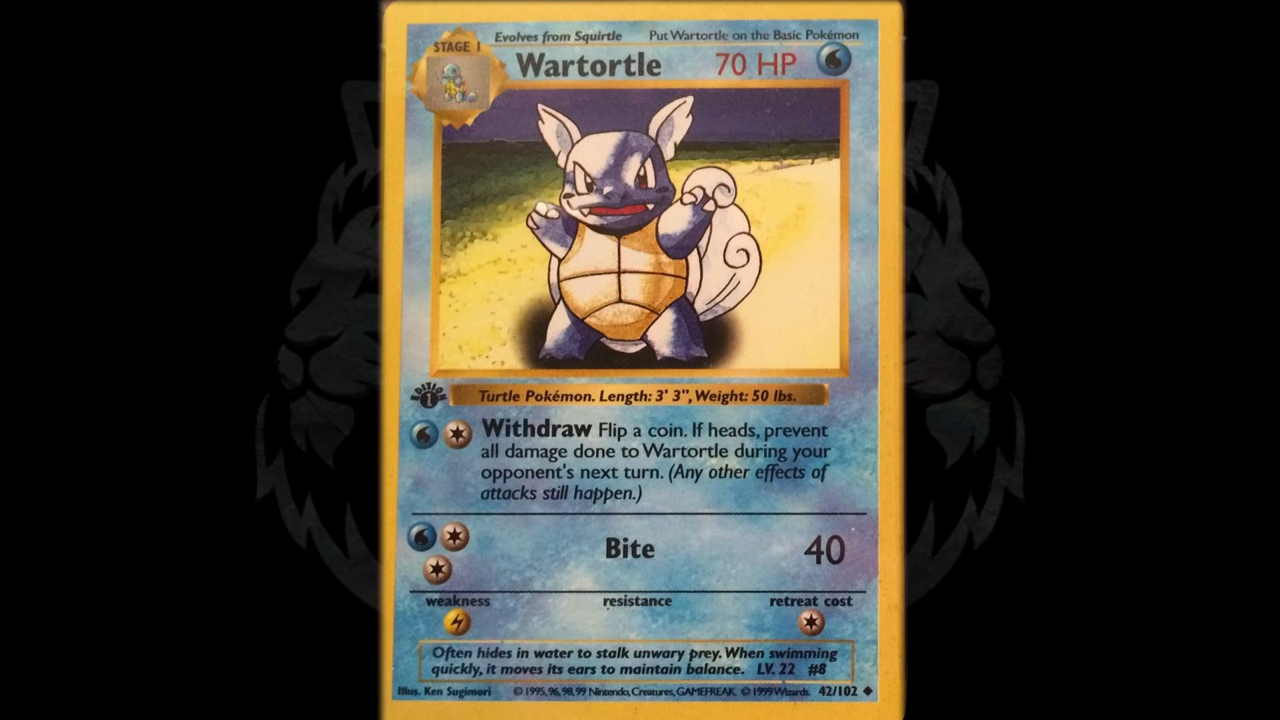 Evolves from Squirtle Put Wartortle on the Basic Pokémon
STAGE 1
Wartortle 70 HP
EDITION 1
Turtle Pokémon. Length: 3' 3", Weight: 50 lbs.
Withdraw Flip a coin. If heads, prevent
all damage done to Wartortle during your
opponent's next turn. (Any other effects of
attacks still happen.)
Bite 40
weakness resistance retreat cost
Often hides in water to stalk unwary prey. When swimming
quickly, it moves its ears to maintain balance. LV. 22 #8
Illus. Ken Sugimori © 1995, 96, 98, 99 Nintendo, Creatures, GAMEFREAK. © 1999 Wizards. 42/102 ◆